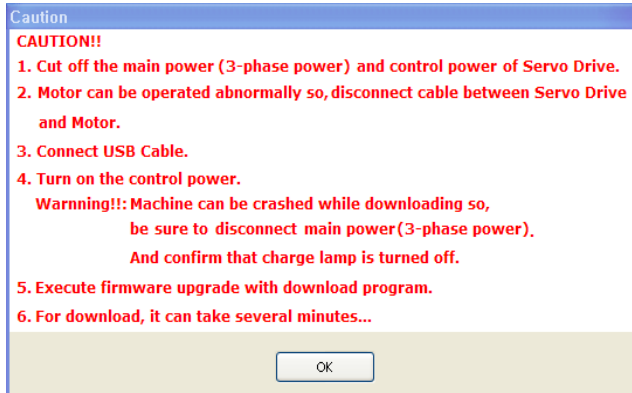 Caution
CAUTION!!
1. Cut off the main power (3-phase power) and control power of Servo Drive.
2. Motor can be operated abnormally so, disconnect cable between Servo Drive
and Motor.
3. Connect USB Cable.
4. Turn on the control power.
Warnning!!: Machine can be crashed while downloading so,
be sure to disconnect main power(3-phase power).
And confirm that charge lamp is turned off.
5. Execute firmware upgrade with download program.
6. For download, it can take several minutes...
OK